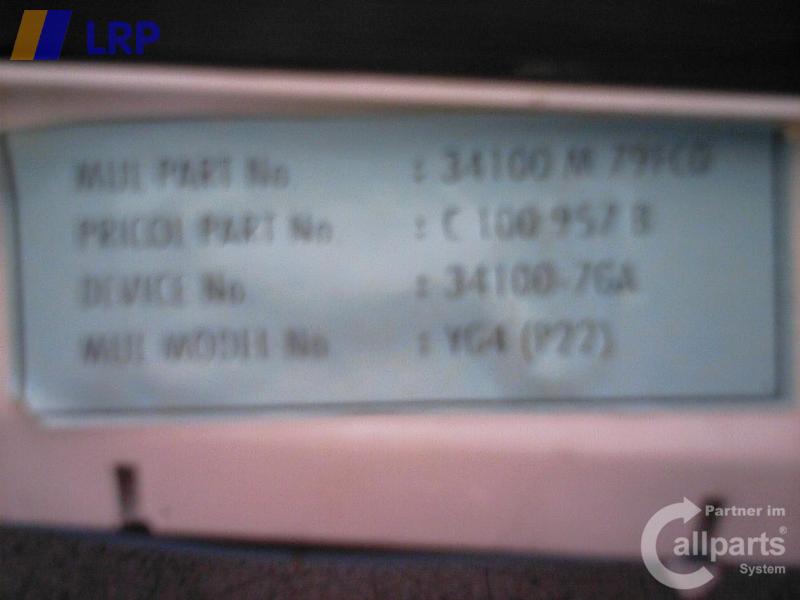 LRP
MUL PART No : 34100 M 79FC0
PRICOL PART No : C 100 957 B
DEVICE No : 34100-7GA
MUL MODEL No : YG4 (P22)
Partner im
Callparts®
System